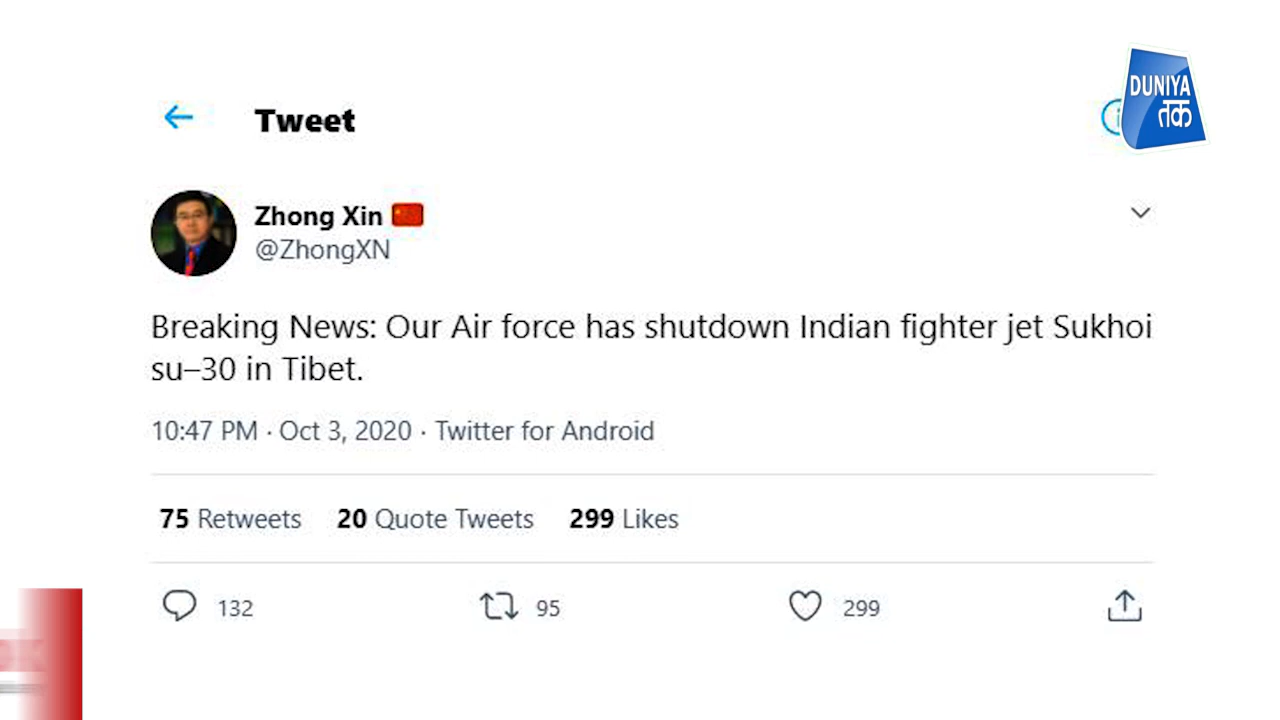 DUNIYA
तक
Tweet
Zhong Xin
@ZhongXN
Breaking News: Our Air force has shutdown Indian fighter jet Sukhoi
su–30 in Tibet.
10:47 PM · Oct 3, 2020 · Twitter for Android
75 Retweets 20 Quote Tweets 299 Likes
132 95 299